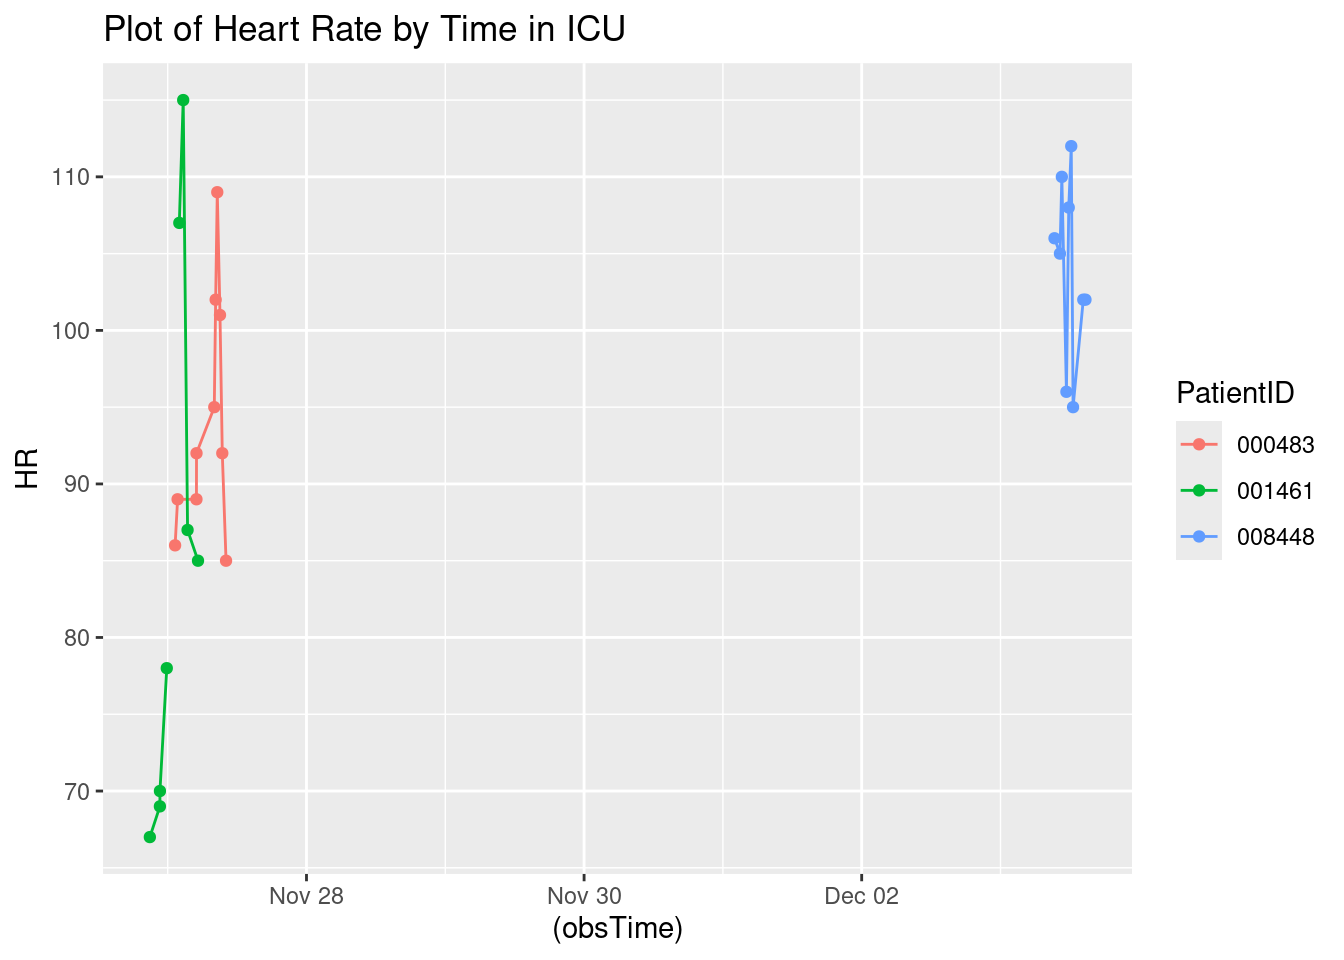 Plot of Heart Rate by Time in ICU
110
100
90
80
70
HR
Nov 28
Nov 30
Dec 02
(obsTime)
PatientID
000483
001461
008448